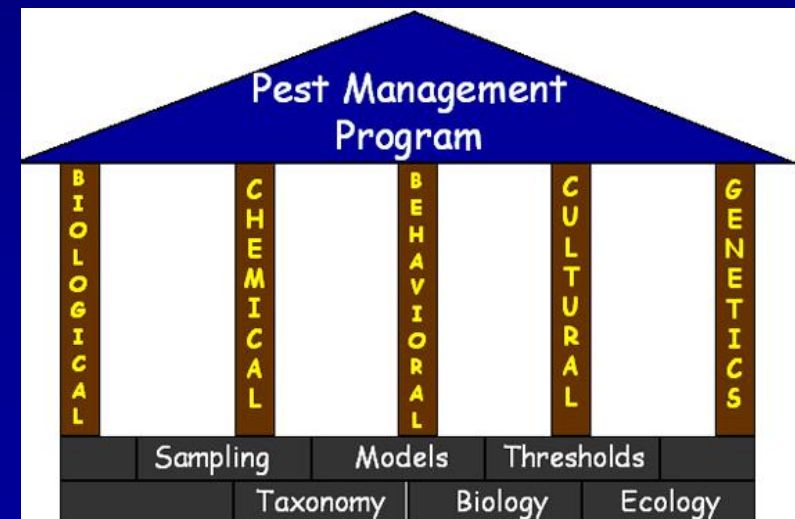 Pest Management
Program
BIOLOGICAL
CHEMICAL
BEHAVIORAL
CULTURAL
GENETICS
Sampling Models Thresholds
Taxonomy Biology Ecology